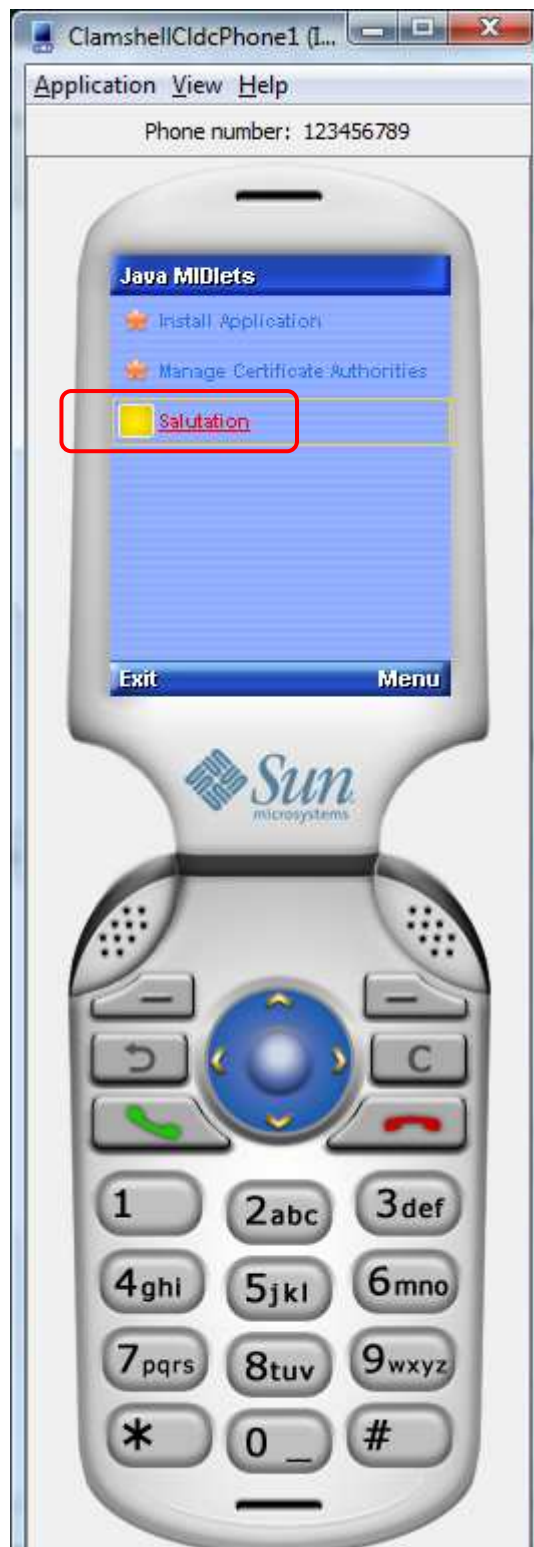 ClamshellCldcPhone1 (I...
Application View Help
Phone number: 123456789
Java MIDlets
Install Application
Manage Certificate Authorities
Salutation
Exit Menu
Sun
microsystems
C
1 2abc 3def
4ghi 5jkl 6mno
7pqrs 8tuv 9wxyz
* 0 _ #